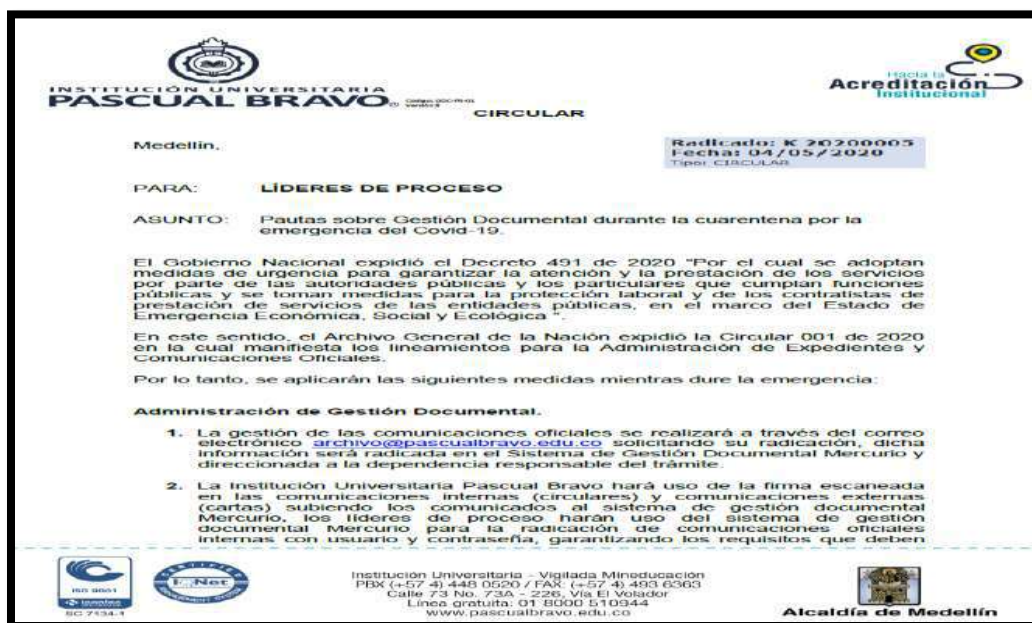 INSTITUCIÓN UNIVERSITARIA
PASCUAL BRAVO®
CIRCULAR
Hacia la
Acreditación
Institucional
Medellín,
Radicado: K 20200005
Fecha: 04/05/2020
Tipo: CIRCULAR
PARA: LÍDERES DE PROCESO
ASUNTO: Pautas sobre Gestión Documental durante la cuarentena por la
emergencia del Covid-19.
El Gobierno Nacional expidió el Decreto 491 de 2020 "Por el cual se adoptan
medidas de urgencia para garantizar la atención y la prestación de los servicios
por parte de las autoridades públicas y los particulares que cumplan funciones
públicas y se toman medidas para la protección laboral y de los contratistas de
prestación de servicios de las entidades públicas, en el marco del Estado de
Emergencia Económica, Social y Ecológica ".
En este sentido, el Archivo General de la Nación expidió la Circular 001 de 2020
en la cual manifiesta los lineamientos para la Administración de Expedientes y
Comunicaciones Oficiales.
Por lo tanto, se aplicarán las siguientes medidas mientras dure la emergencia:
Administración de Gestión Documental.
1. La gestión de las comunicaciones oficiales se realizará a través del correo
electrónico archivo@pascualbravo.edu.co solicitando su radicación, dicha
información será radicada en el Sistema de Gestión Documental Mercurio y
direccionada a la dependencia responsable del trámite.
2. La Institución Universitaria Pascual Bravo hará uso de la firma escaneada
en las comunicaciones internas (circulares) y comunicaciones externas
(cartas) subiendo los comunicados al sistema de gestión documental
Mercurio, los líderes de proceso harán uso del sistema de gestión
documental Mercurio para la radicación de comunicaciones oficiales
internas con usuario y contraseña, garantizando los requisitos que deben
ISO 9001
SC 7134-1
IQNet
Institución Universitaria - Vigilada Mineducación
PBX (+57 4) 448 0520 / FAX: (+57 4) 493 6363
Calle 73 No. 73A - 226, Vía El Volador
Línea gratuita: 01 8000 510944
www.pascualbravo.edu.co
Alcaldía de Medellín